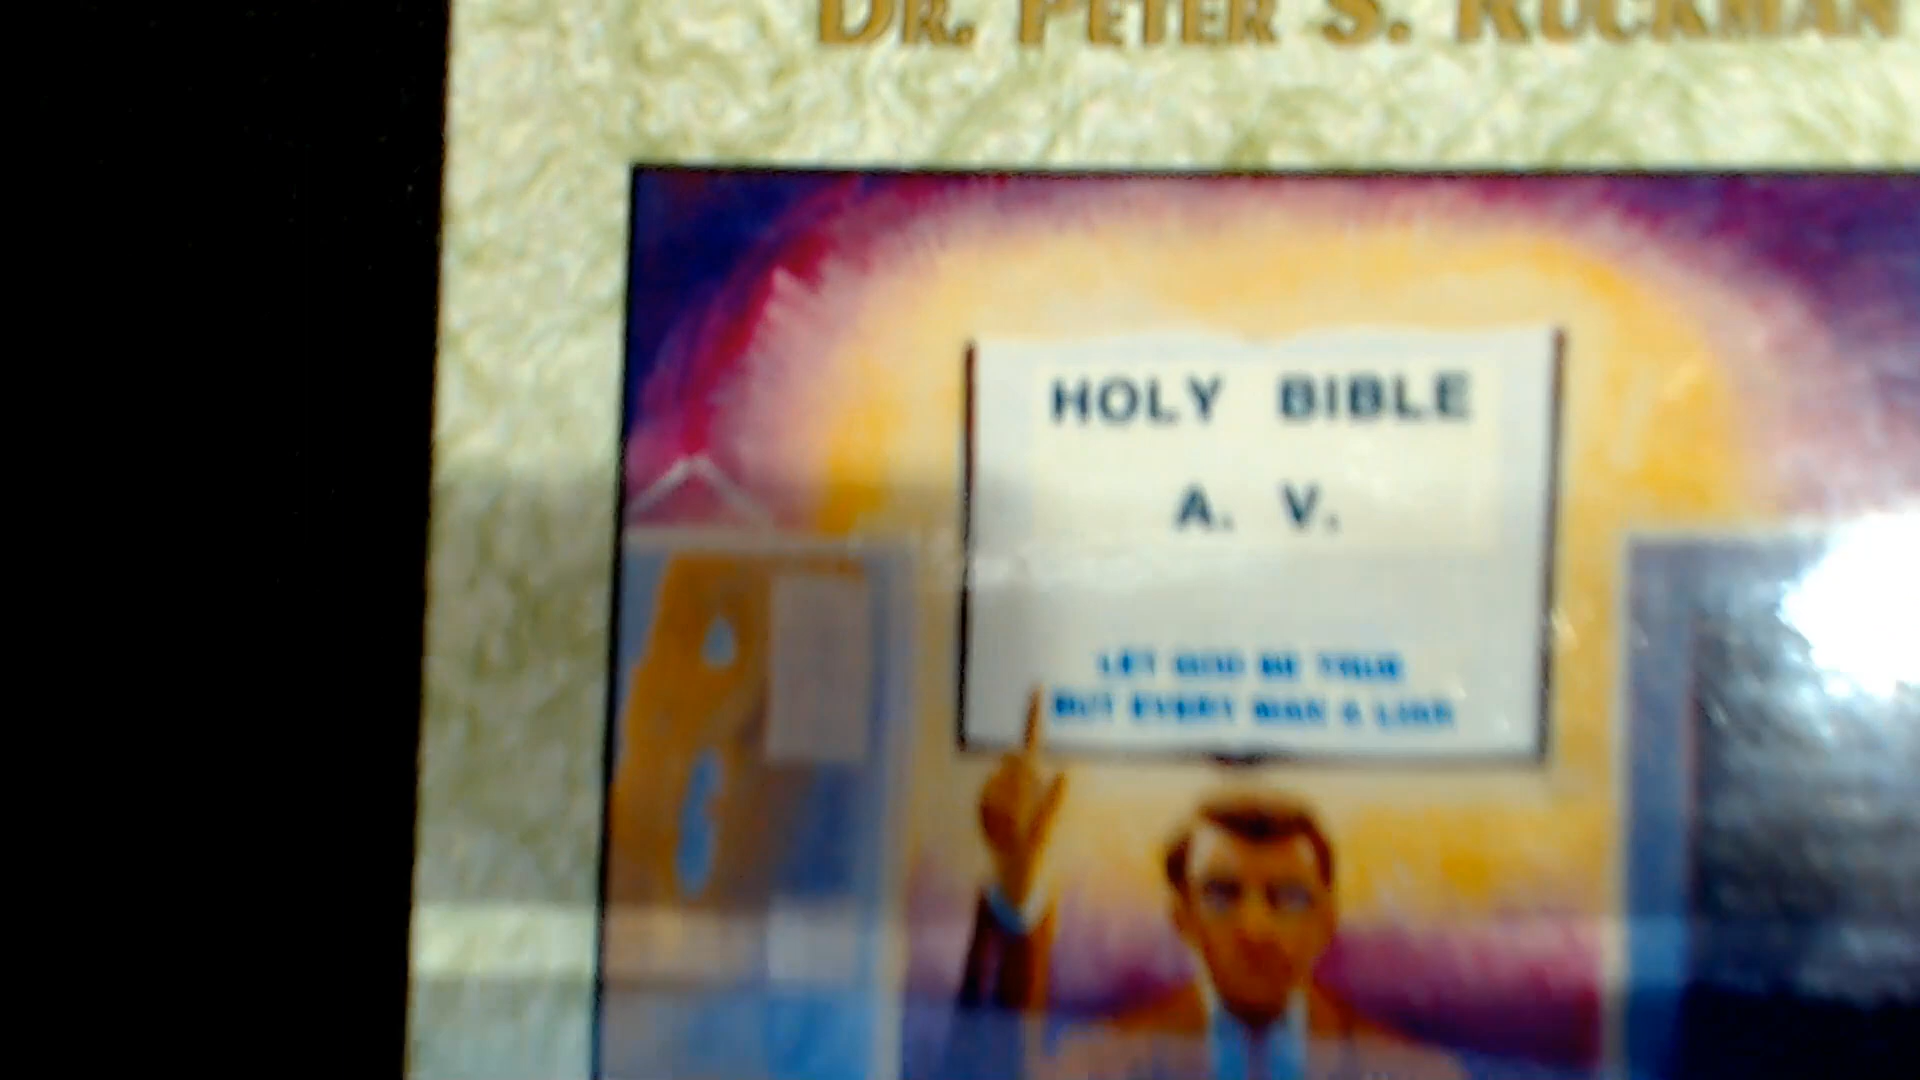 DR. PETER S. RUCKMAN
HOLY BIBLE
A. V.
LET GOD BE TRUE
BUT EVERY MAN A LIAR